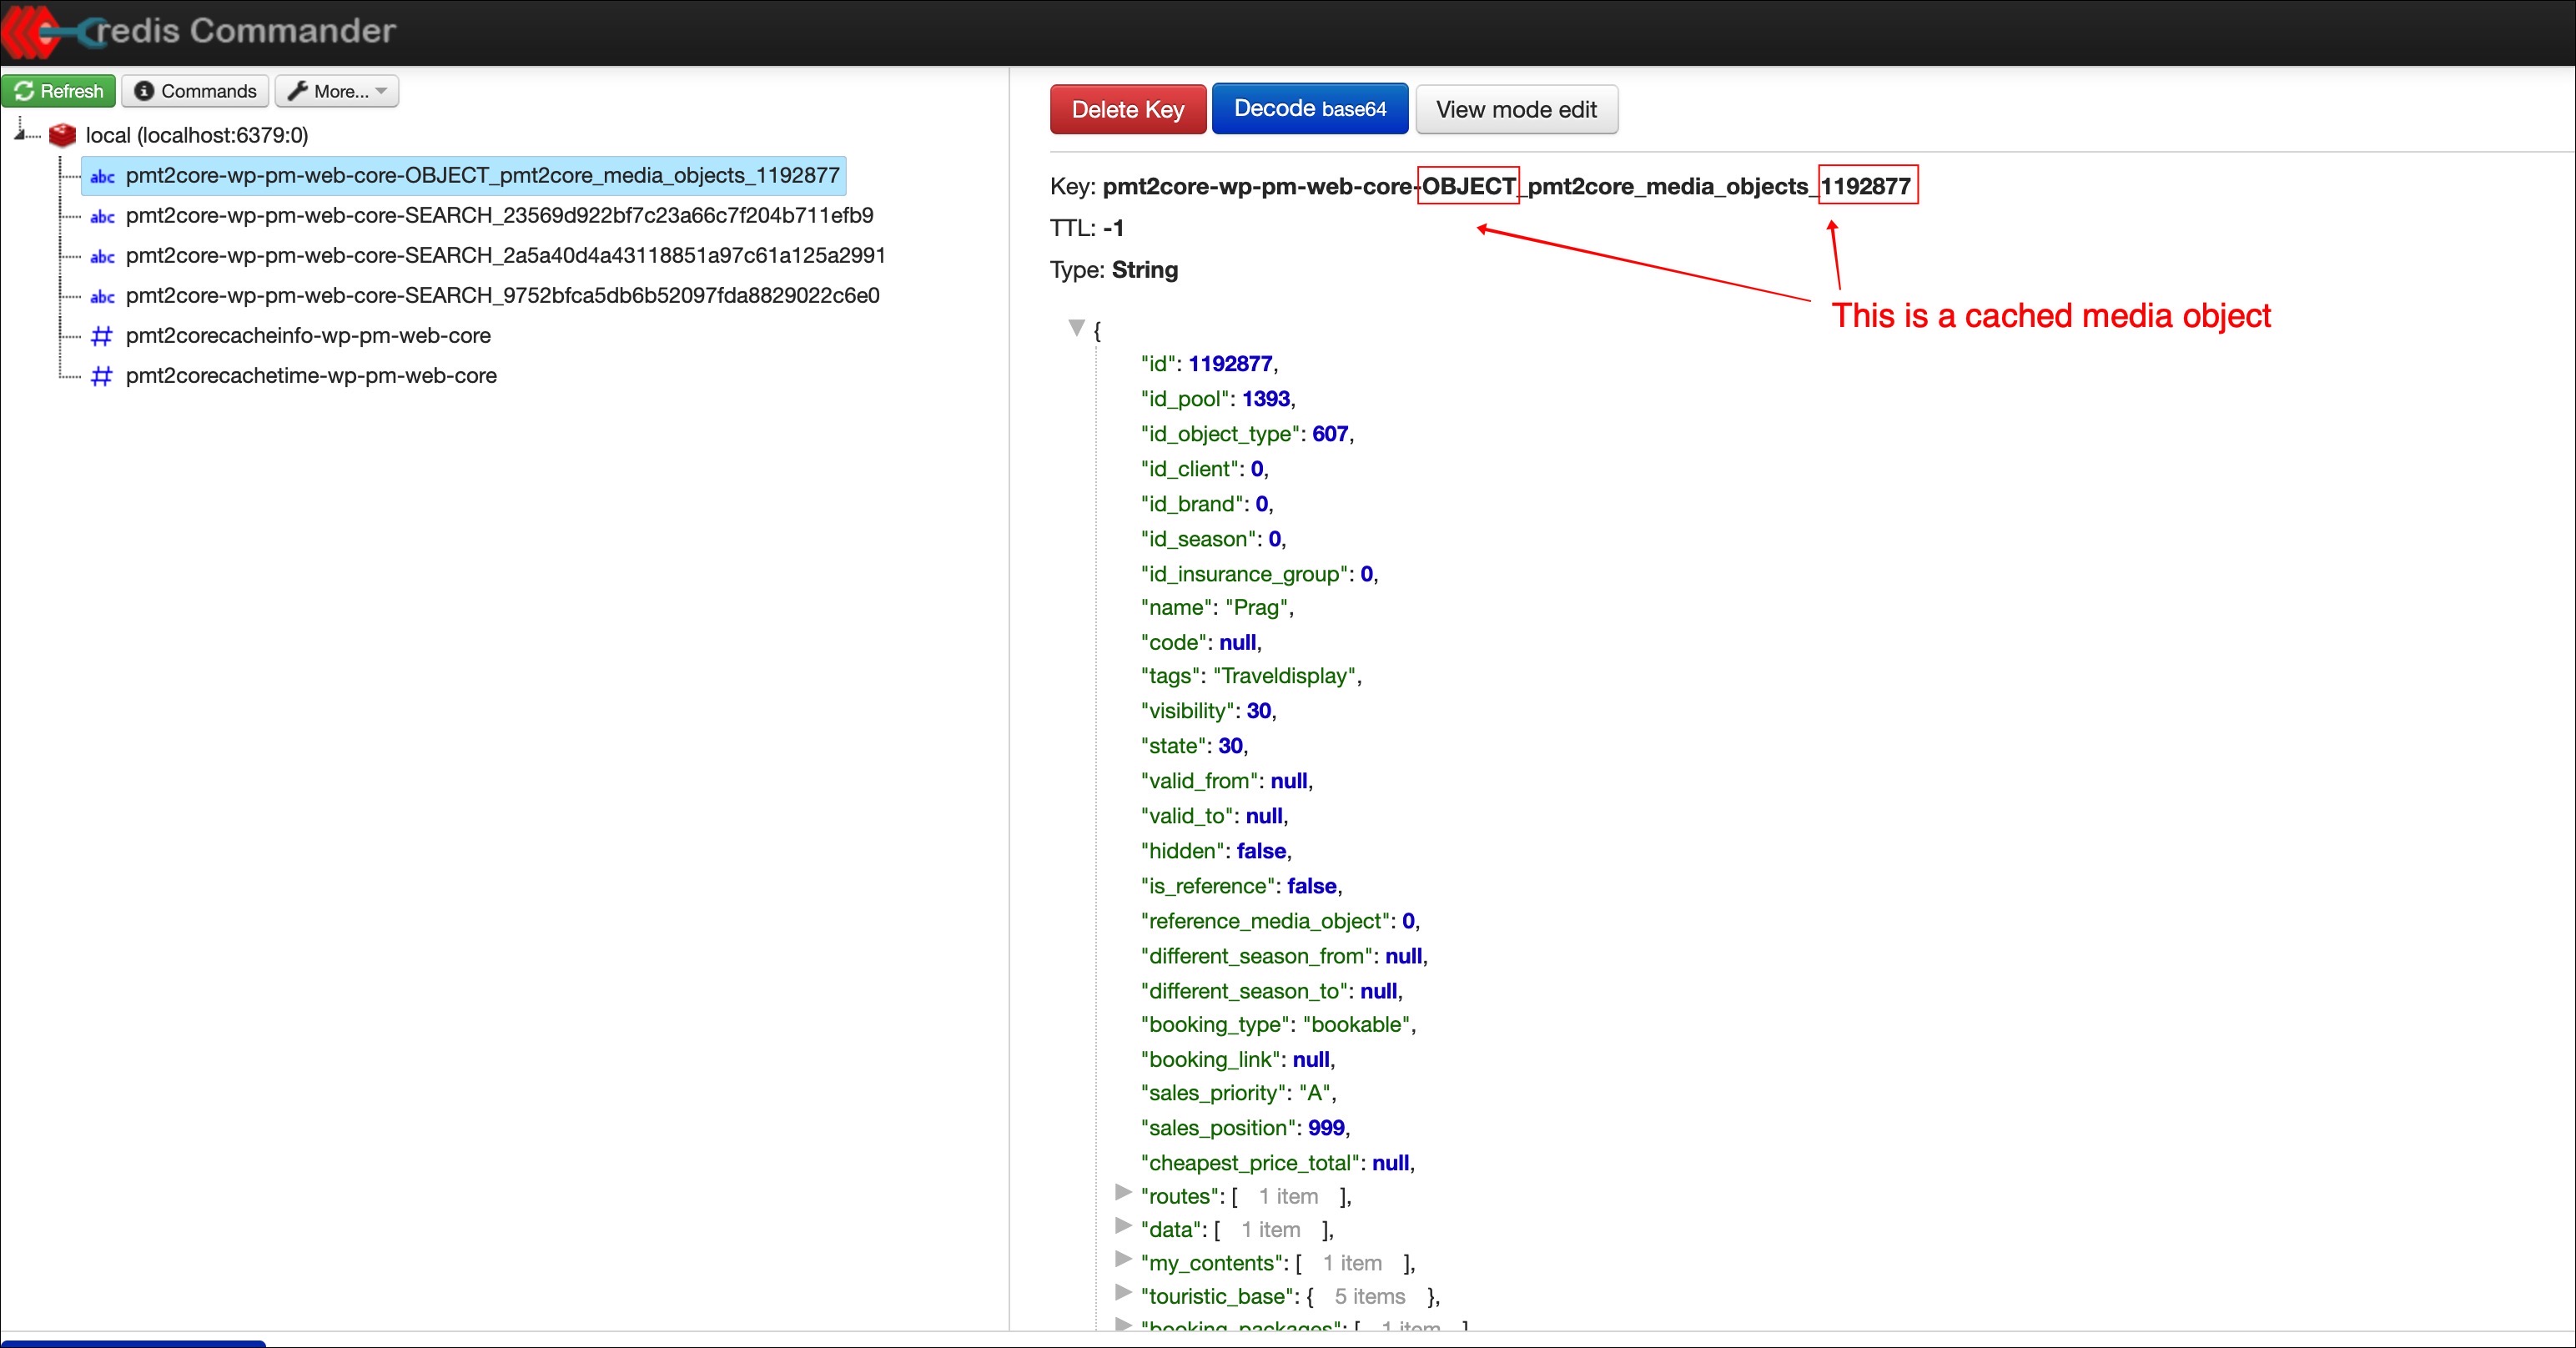 redis Commander
Refresh Commands More...
local (localhost:6379:0)
abc pmt2core-wp-pm-web-core-OBJECT_pmt2core_media_objects_1192877
abc pmt2core-wp-pm-web-core-SEARCH_23569d922bf7c23a66c7f204b711efb9
abc pmt2core-wp-pm-web-core-SEARCH_2a5a40d4a43118851a97c61a125a2991
abc pmt2core-wp-pm-web-core-SEARCH_9752bfca5db6b52097fda8829022c6e0
# pmt2corecacheinfo-wp-pm-web-core
# pmt2corecachetime-wp-pm-web-core
Delete Key Decode base64 View mode edit
Key: pmt2core-wp-pm-web-core-OBJECT_pmt2core_media_objects_1192877
TTL: -1
Type: String
This is a cached media object
{
"id": 1192877,
"id_pool": 1393,
"id_object_type": 607,
"id_client": 0,
"id_brand": 0,
"id_season": 0,
"id_insurance_group": 0,
"name": "Prag",
"code": null,
"tags": "Traveldisplay",
"visibility": 30,
"state": 30,
"valid_from": null,
"valid_to": null,
"hidden": false,
"is_reference": false,
"reference_media_object": 0,
"different_season_from": null,
"different_season_to": null,
"booking_type": "bookable",
"booking_link": null,
"sales_priority": "A",
"sales_position": 999,
"cheapest_price_total": null,
"routes": [ 1 item ],
"data": [ 1 item ],
"my_contents": [ 1 item ],
"touristic_base": { 5 items },
"booking_packages": [ 1 item ]